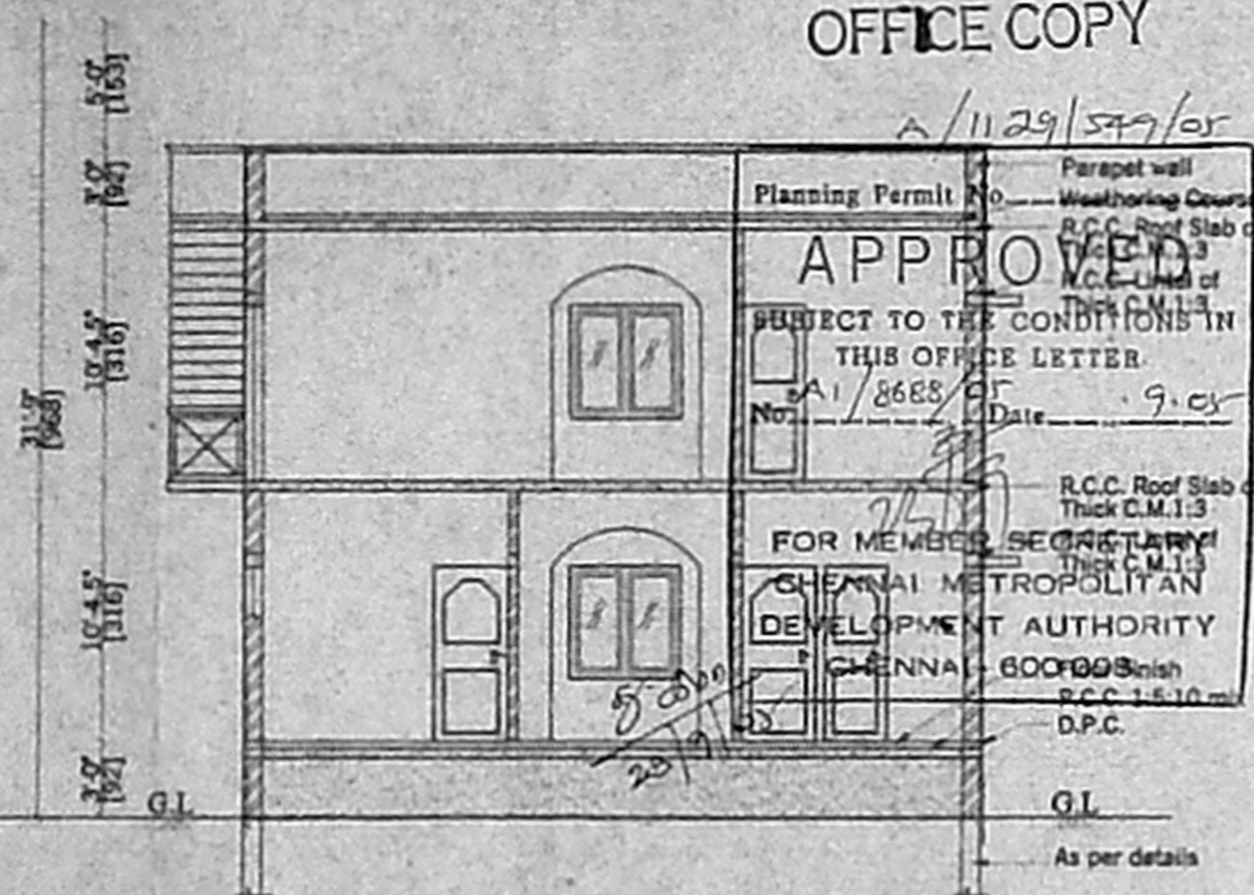 OFFICE COPY
A/1129/549/05
Planning Permit No.
APPROVED
SUBJECT TO THE CONDITIONS IN
THIS OFFICE LETTER
No. A1/8688/05 Date .9.05
FOR MEMBER SECRETARY
CHENNAI METROPOLITAN
DEVELOPMENT AUTHORITY
CHENNAI - 600 008
Parapet wall
Weathering Course
R.C.C. Roof Slab
Thick C.M.1:3
R.C.C. Lintel of
Thick C.M.1:3
R.C.C. Roof Slab
Thick C.M.1:3
Thick C.M.1:3
Finish
R.C.C. 1:5:10
D.P.C.
G.L
As per details
G.L
5'0"
[153]
3'0"
[92]
10'4.5"
[316]
10'4.5"
[316]
3'0"
[92]